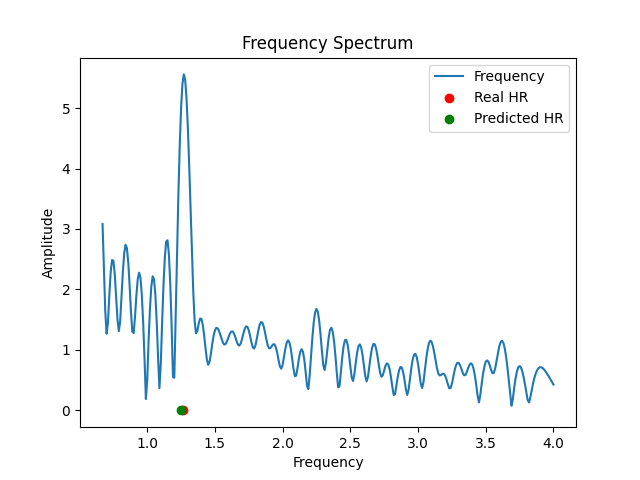 Frequency Spectrum
Frequency
Real HR
Predicted HR
Amplitude
5
4
3
2
1
0
1.0 1.5 2.0 2.5 3.0 3.5 4.0
Frequency